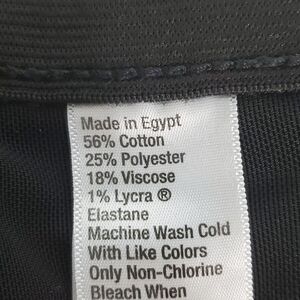 Made in Egypt
56% Cotton
25% Polyester
18% Viscose
1% Lycra ®
Elastane
Machine Wash Cold
With Like Colors
Only Non-Chlorine
Bleach When